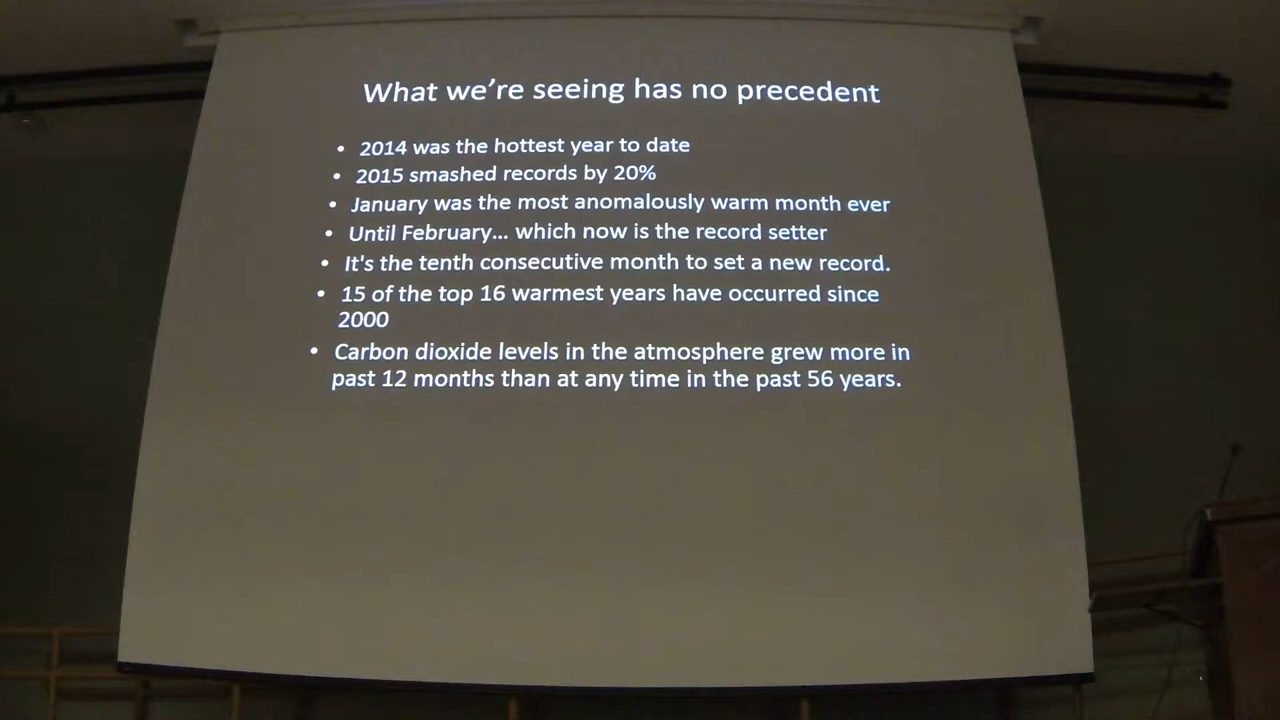 What we're seeing has no precedent
• 2014 was the hottest year to date
• 2015 smashed records by 20%
• January was the most anomalously warm month ever
• Until February... which now is the record setter
• It's the tenth consecutive month to set a new record.
• 15 of the top 16 warmest years have occurred since
2000
• Carbon dioxide levels in the atmosphere grew more in
past 12 months than at any time in the past 56 years.